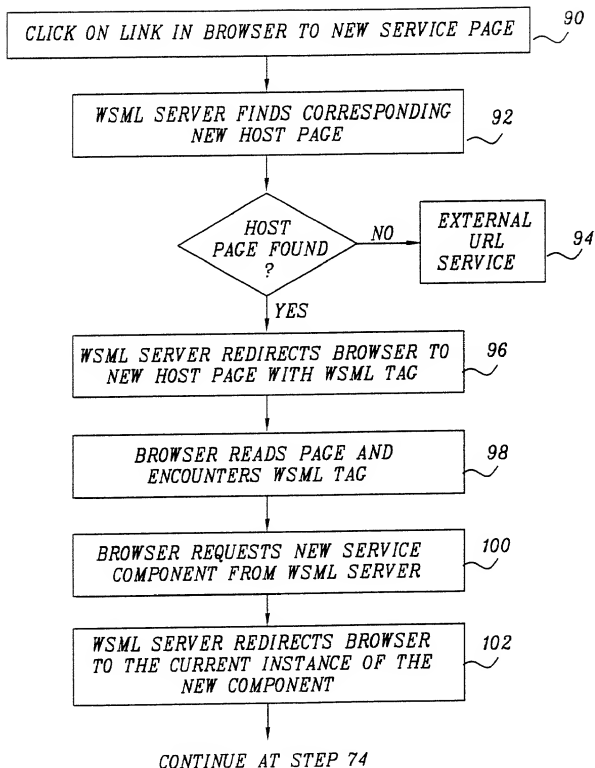 CLICK ON LINK IN BROWSER TO NEW SERVICE PAGE
90
WSML SERVER FINDS CORRESPONDING
NEW HOST PAGE
92
HOST
PAGE FOUND
?
NO
EXTERNAL
URL
SERVICE
94
YES
WSML SERVER REDIRECTS BROWSER TO
NEW HOST PAGE WITH WSML TAG
96
BROWSER READS PAGE AND
ENCOUNTERS WSML TAG
98
BROWSER REQUESTS NEW SERVICE
COMPONENT FROM WSML SERVER
100
WSML SERVER REDIRECTS BROWSER
TO THE CURRENT INSTANCE OF THE
NEW COMPONENT
102
CONTINUE AT STEP 74